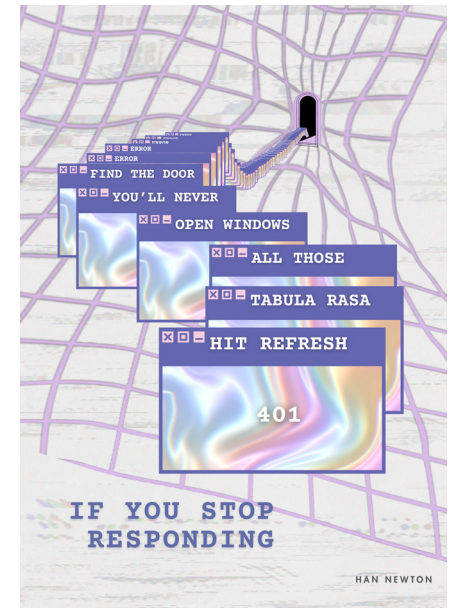 ERROR
ERROR
FIND THE DOOR
YOU'LL NEVER
OPEN WINDOWS
ALL THOSE
TABULA RASA
HIT REFRESH
401
IF YOU STOP
RESPONDING
HAN NEWTON